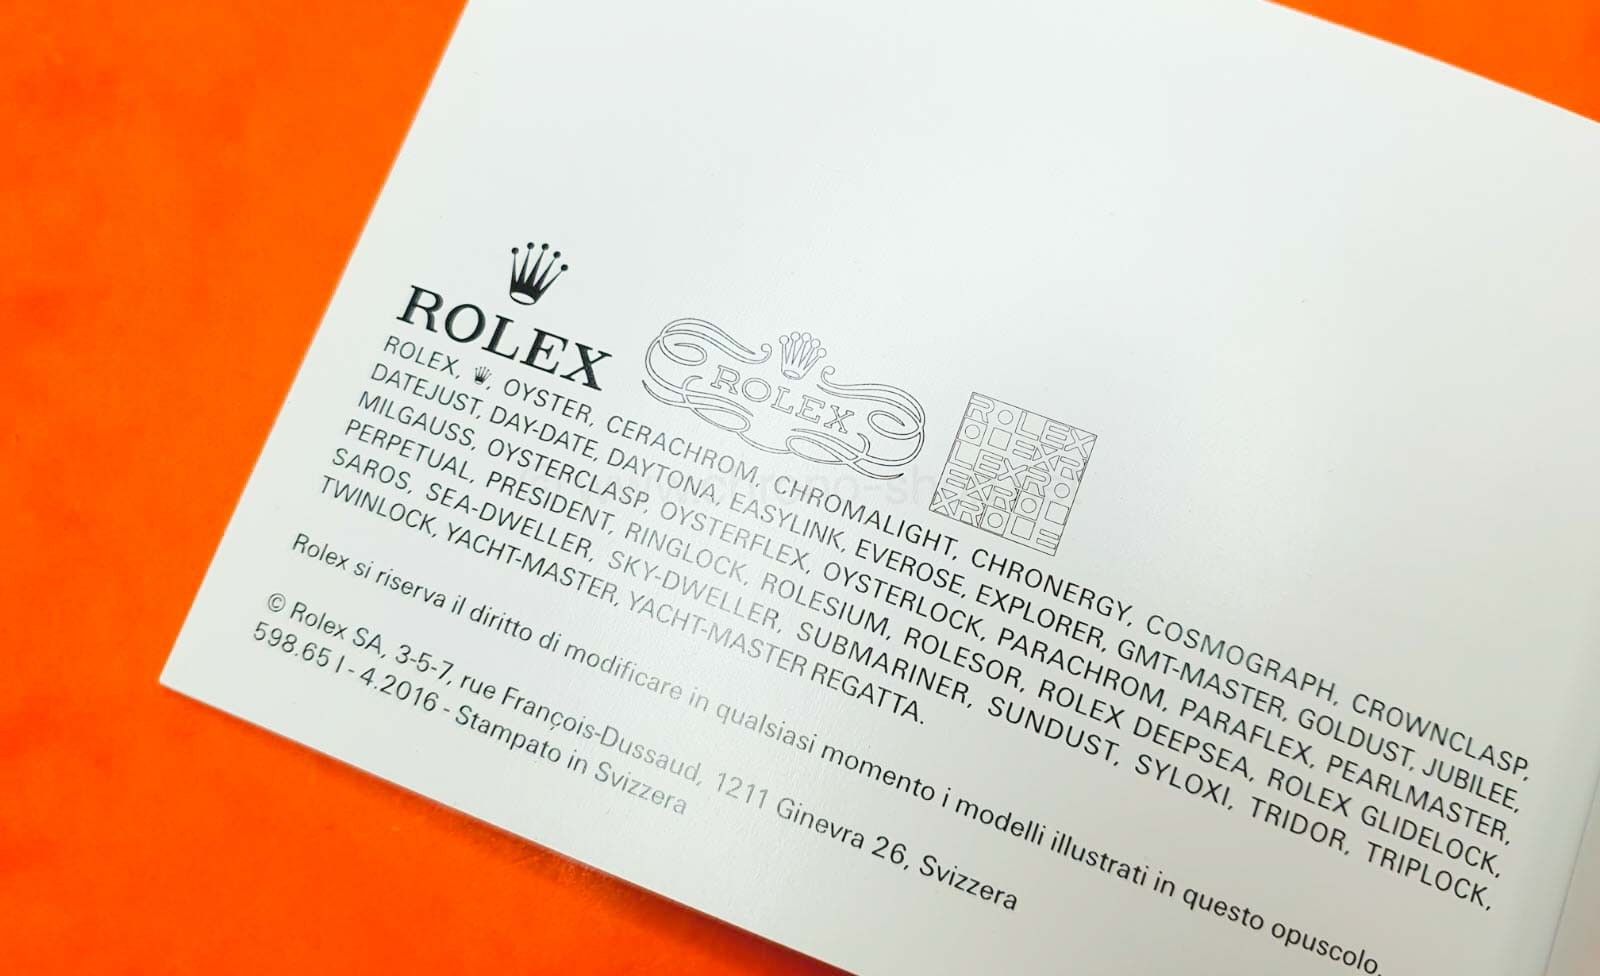 ROLEX
ROLEX
ROLEX
OLEXR
LEXRO
EXROL
XROLE
ROLEX, , OYSTER, CERACHROM, CHROMALIGHT, CHRONERGY, COSMOGRAPH, CROWNCLASP,
DATEJUST, DAY-DATE, DAYTONA, EASYLINK, EVEROSE, EXPLORER, GMT-MASTER, GOLDUST, JUBILEE,
MILGAUSS, OYSTERCLASP, OYSTERFLEX, OYSTERLOCK, PARACHROM, PARAFLEX, PEARLMASTER,
PERPETUAL, PRESIDENT, RINGLOCK, ROLESIUM, ROLESOR, ROLEX DEEPSEA, ROLEX GLIDELOCK,
SAROS, SEA-DWELLER, SKY-DWELLER, SUBMARINER, SUNDUST, SYLOXI, TRIDOR, TRIPLOCK,
TWINLOCK, YACHT-MASTER, YACHT-MASTER REGATTA.
Rolex si riserva il diritto di modificare in qualsiasi momento i modelli illustrati in questo opuscolo.
© Rolex SA, 3-5-7, rue François-Dussaud, 1211 Ginevra 26, Svizzera
598.65 I - 4.2016 - Stampato in Svizzera